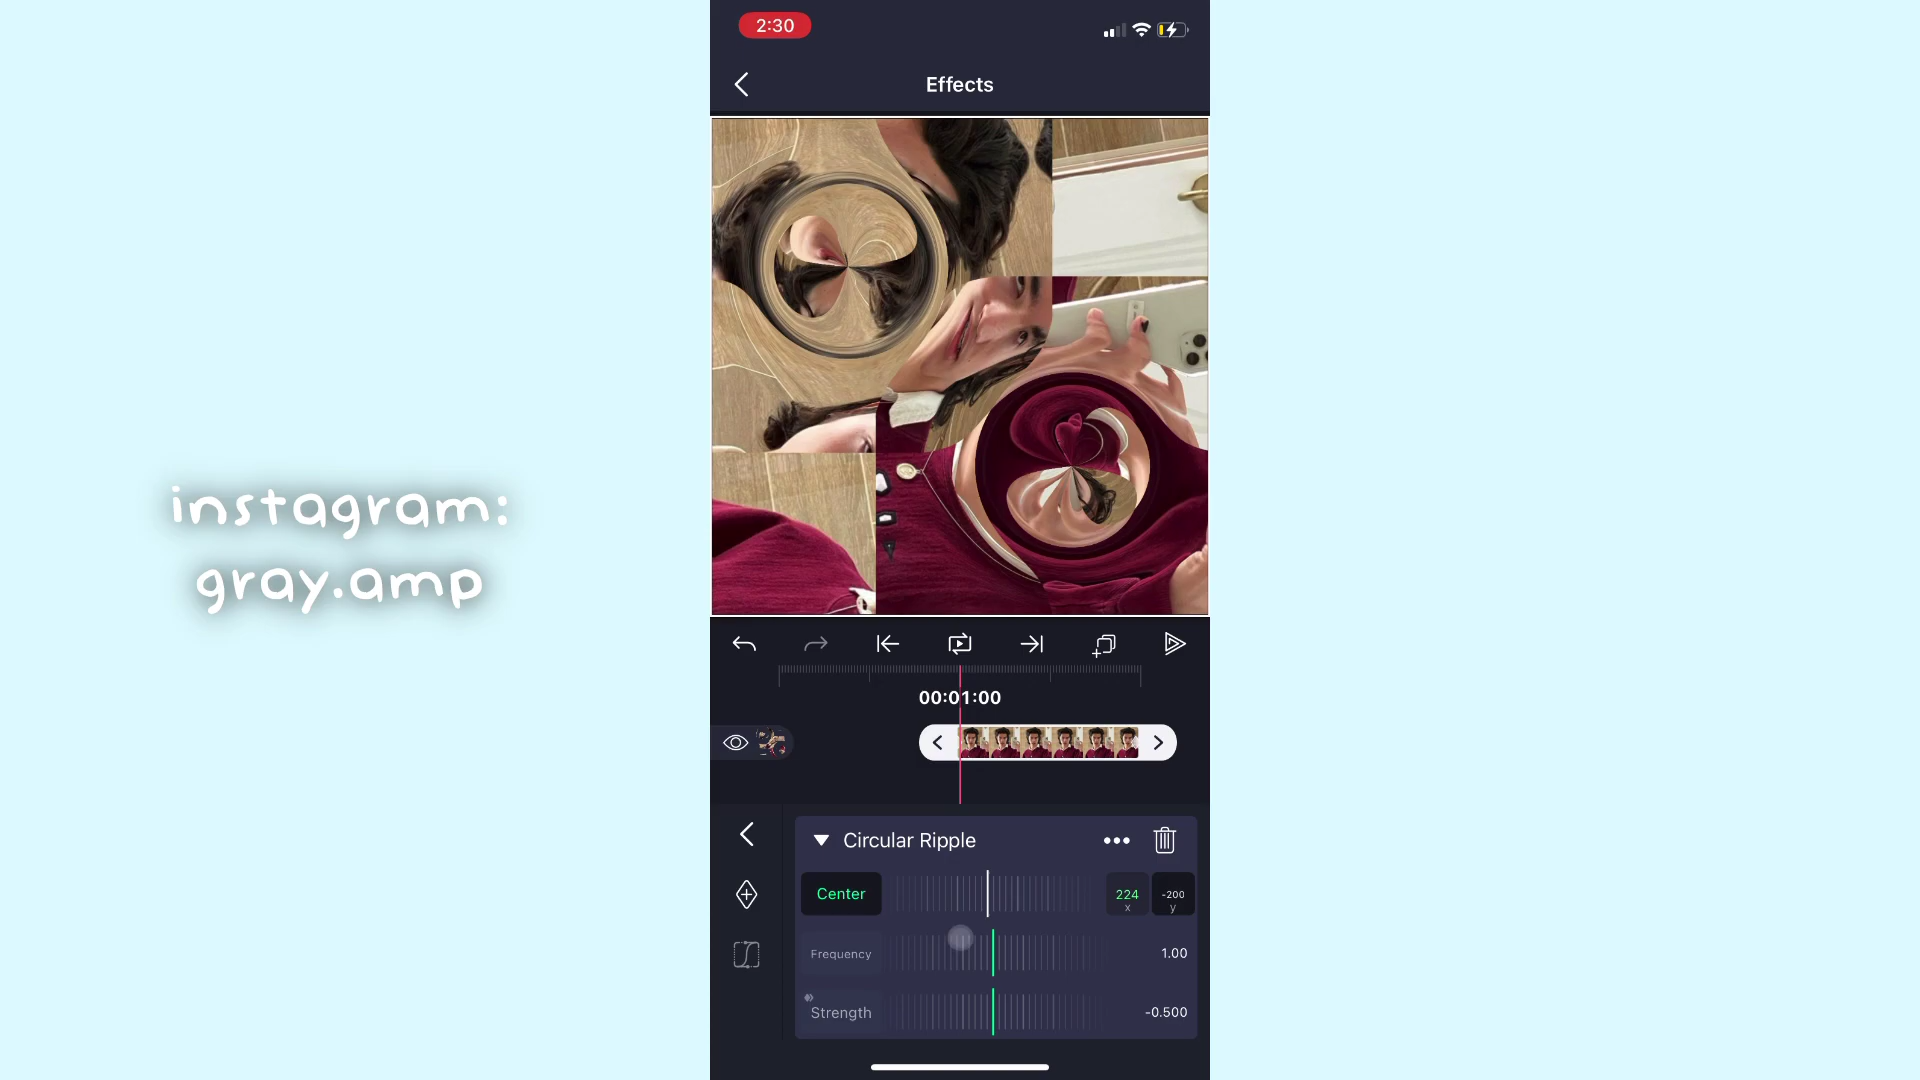 2:30
Effects
instagram:
gray.amp
00:01:00
Circular Ripple
Center
224
x
-200
y
Frequency
1.00
Strength
-0.500